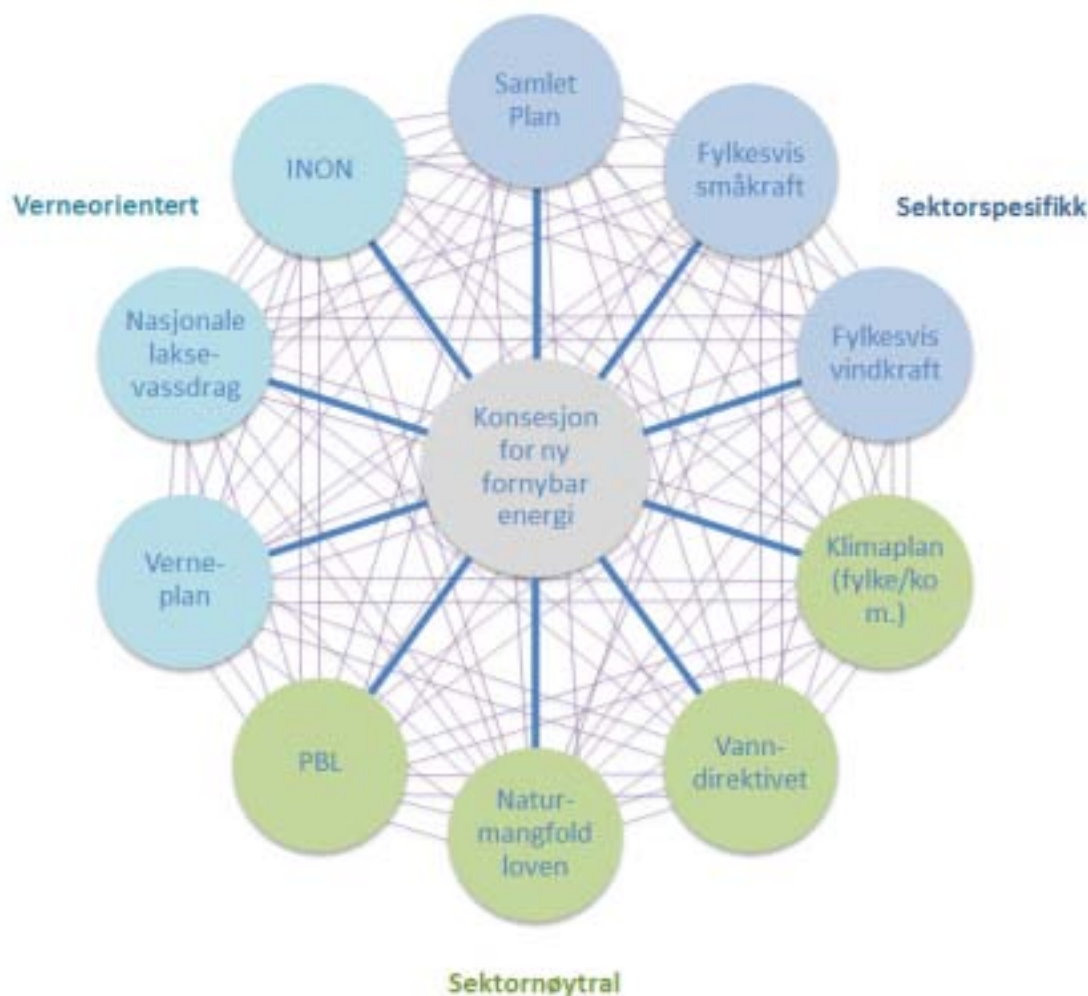 Samlet
Plan
Fylkesvis
småkraft
INON
Verneorientert
Sektorspesifikk
Nasjonale
lakse-
vassdrag
Fylkesvis
vindkraft
Konsesjon
for ny
fornybar
energi
Verne-
plan
Klimaplan
(fylke/ko
m.)
PBL
Vann-
direktivet
Natur-
mangfold
loven
Sektornøytral